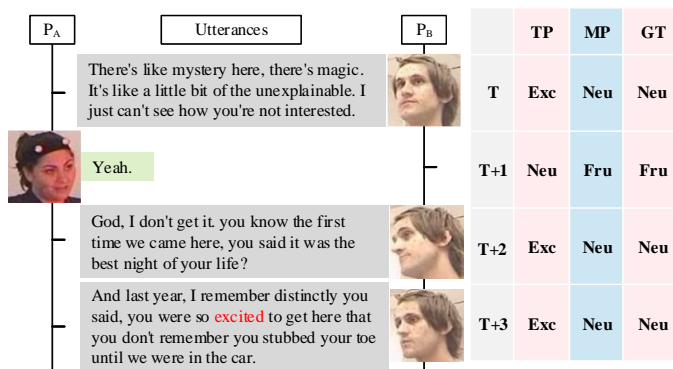 P_A Utterances P_B
There's like mystery here, there's magic.
It's like a little bit of the unexplainable. I
just can't see how you're not interested.
Yeah.
God, I don't get it. you know the first
time we came here, you said it was the
best night of your life?
And last year, I remember distinctly you
said, you were so excited to get here that
you don't remember you stubbed your toe
until we were in the car.
TP MP GT
T Exc Neu Neu
T+1 Neu Fru Fru
T+2 Exc Neu Neu
T+3 Exc Neu Neu